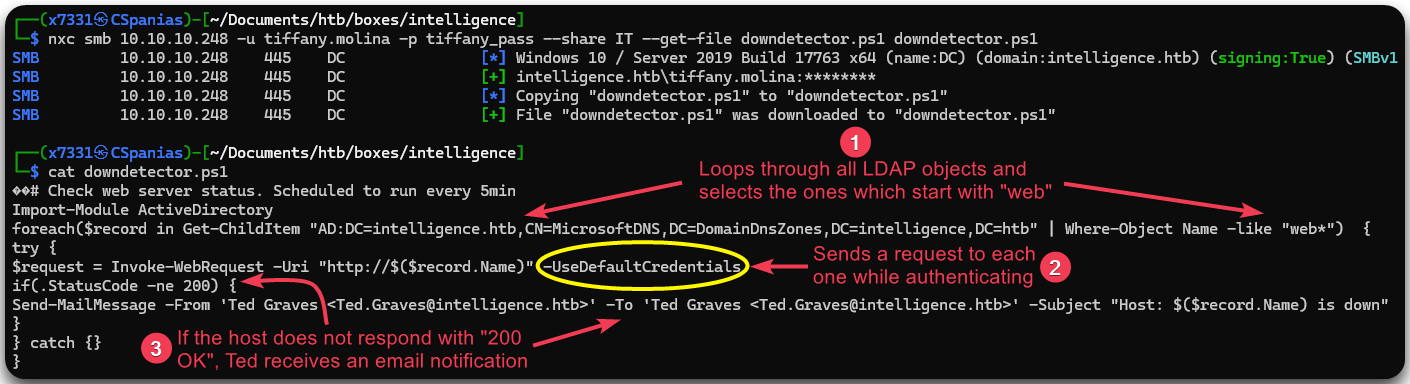 ┌──(x7331㉿CSpanias)-[~/Documents/htb/boxes/intelligence]
└─$ nxc smb 10.10.10.248 -u tiffany.molina -p tiffany_pass --share IT --get-file downdetector.ps1 downdetector.ps1
SMB 10.10.10.248 445 DC [*] Windows 10 / Server 2019 Build 17763 x64 (name:DC) (domain:intelligence.htb) (signing:True) (SMBv1
SMB 10.10.10.248 445 DC [+] intelligence.htb\tiffany.molina:********
SMB 10.10.10.248 445 DC [*] Copying "downdetector.ps1" to "downdetector.ps1"
SMB 10.10.10.248 445 DC [+] File "downdetector.ps1" was downloaded to "downdetector.ps1"
┌──(x7331㉿CSpanias)-[~/Documents/htb/boxes/intelligence]
└─$ cat downdetector.ps1
��# Check web server status. Scheduled to run every 5min
Import-Module ActiveDirectory
foreach($record in Get-ChildItem "AD:DC=intelligence.htb,CN=MicrosoftDNS,DC=DomainDnsZones,DC=intelligence,DC=htb" | Where-Object Name -like "web*") {
try {
$request = Invoke-WebRequest -Uri "http://$($record.Name)" -UseDefaultCredentials
if(.StatusCode -ne 200) {
Send-MailMessage -From 'Ted Graves <Ted.Graves@intelligence.htb>' -To 'Ted Graves <Ted.Graves@intelligence.htb>' -Subject "Host: $($record.Name) is down"
}
} catch {}
}
1
Loops through all LDAP objects and
selects the ones which start with "web"
Sends a request to each
one while authenticating 2
3 If the host does not respond with "200
OK", Ted receives an email notification